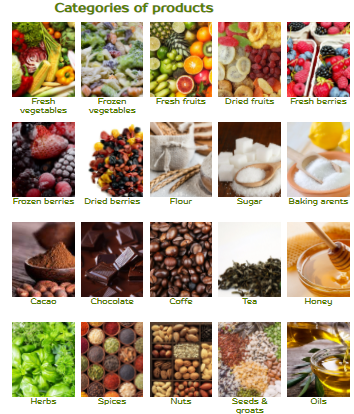 Categories of products
Fresh
vegetables
Frozen
vegetables
Fresh fruits
Dried fruits
Fresh berries
Frozen berries
Dried berries
Flour
Sugar
Baking arents
Cacao
Chocolate
Coffe
Tea
Honey
Herbs
Spices
Nuts
Seeds &
groats
Oils